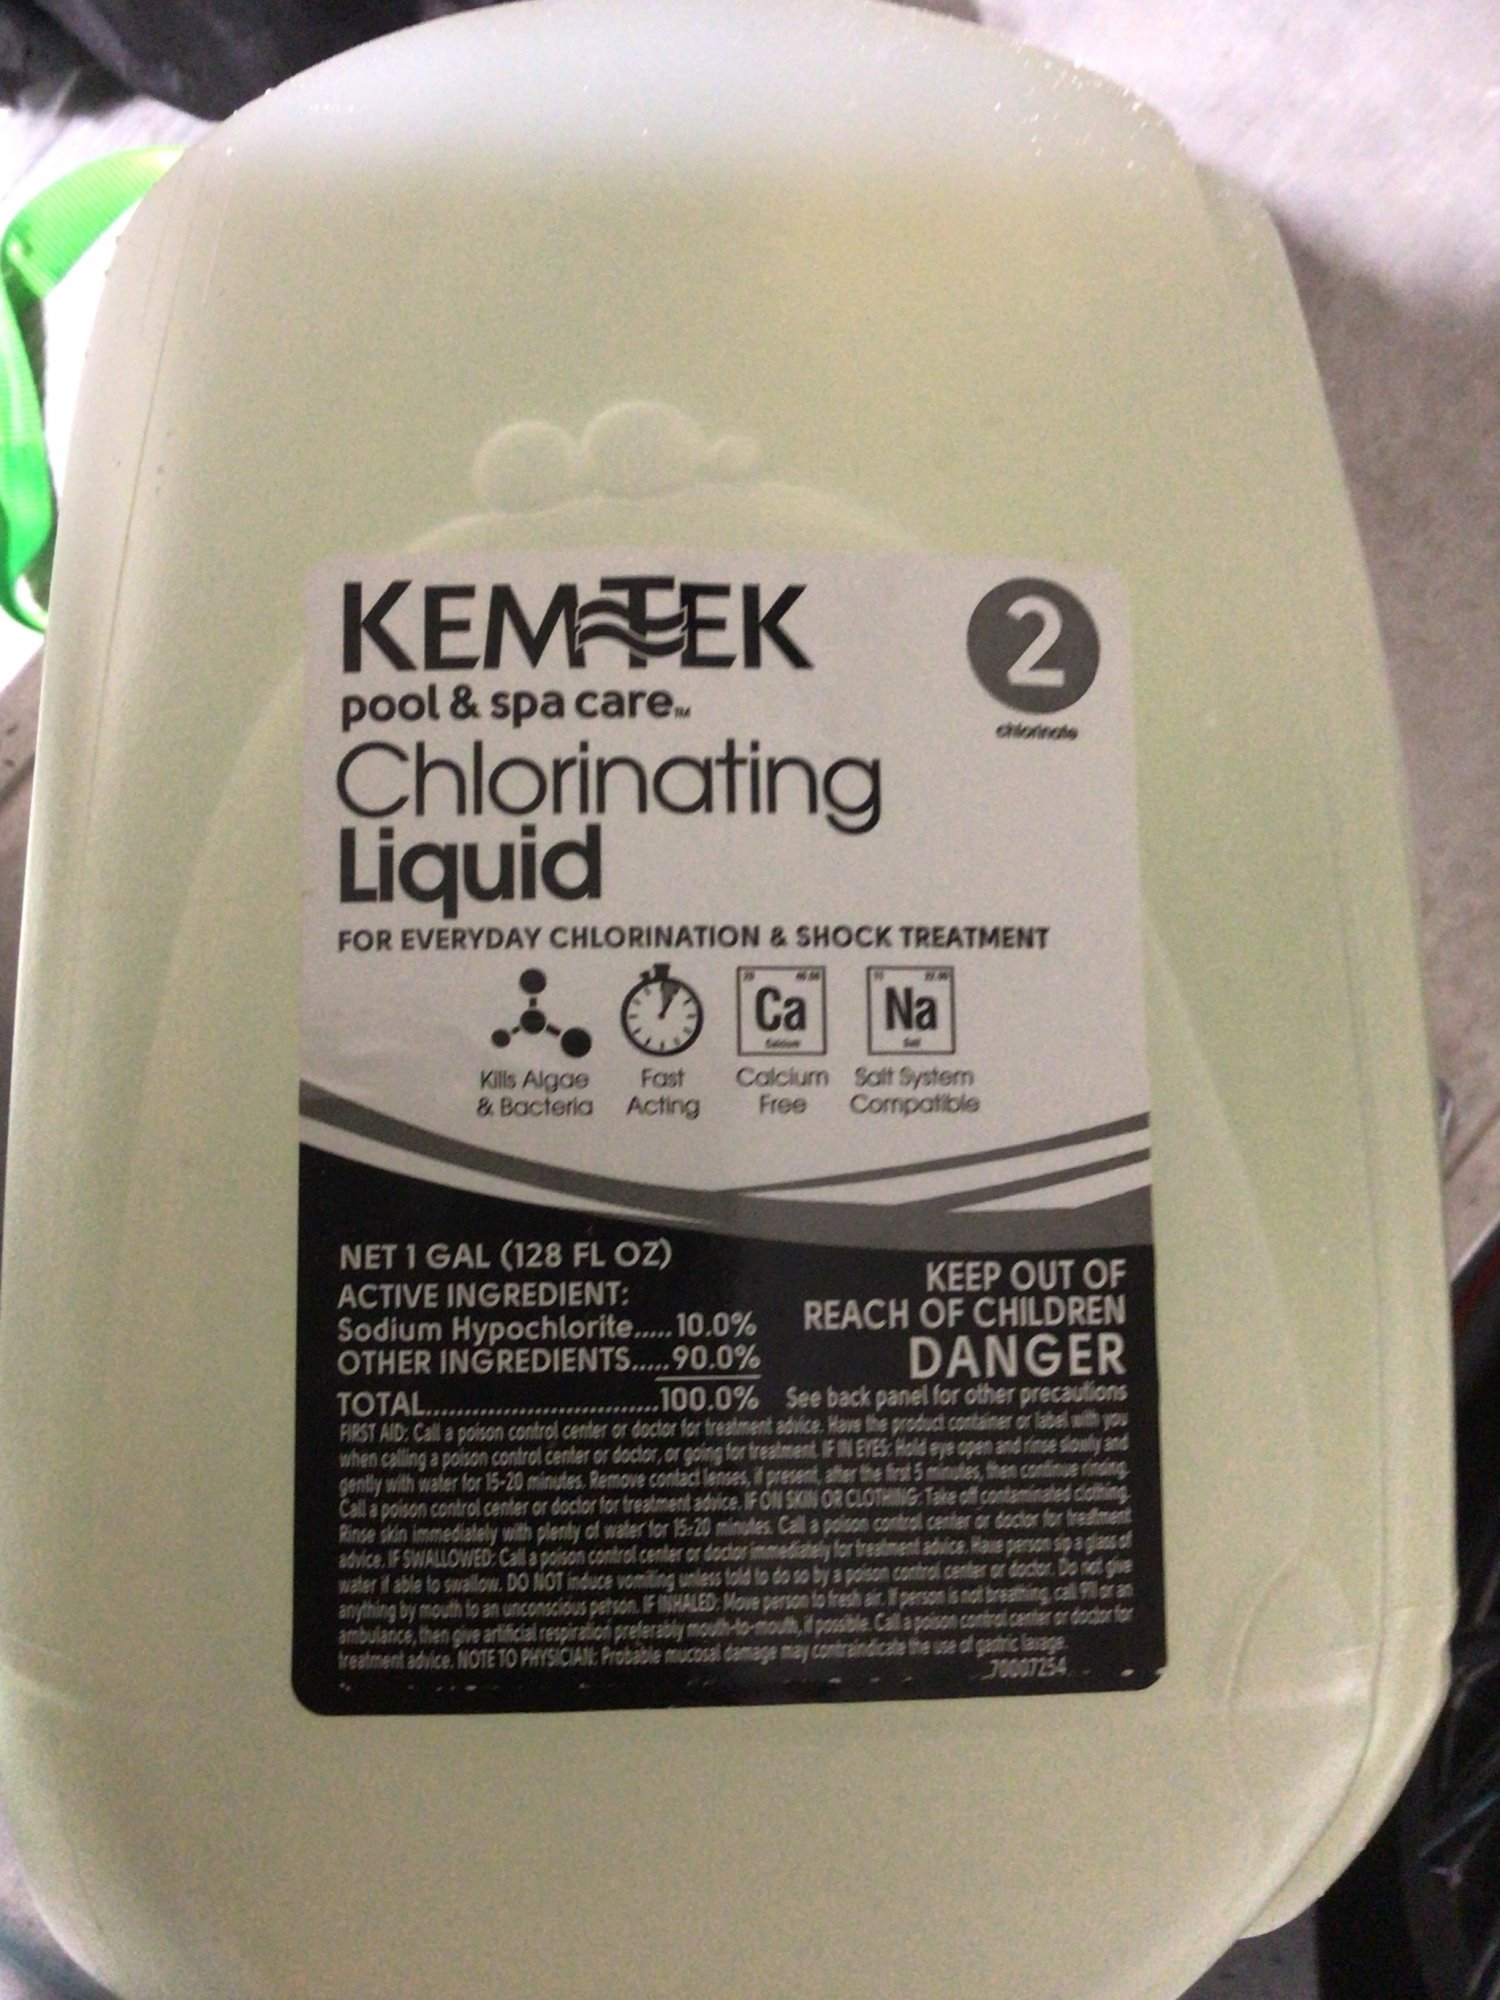 KEMTEK
pool & spa care™
2
chlorinate
Chlorinating
Liquid
FOR EVERYDAY CHLORINATION & SHOCK TREATMENT
Ca
Calcium
Na
Salt
Kills Algae
& Bacteria
Fast
Acting
Calcium
Free
Salt System
Compatible
NET 1 GAL (128 FL OZ)
ACTIVE INGREDIENT:
Sodium Hypochlorite.....10.0%
OTHER INGREDIENTS.....90.0%
TOTAL..............................100.0%
KEEP OUT OF
REACH OF CHILDREN
DANGER
See back panel for other precautions
FIRST AID: Call a poison control center or doctor for treatment advice. Have the product container or label with you
when calling a poison control center or doctor, or going for treatment. IF IN EYES: Hold eye open and rinse slowly and
gently with water for 15-20 minutes. Remove contact lenses, if present, after the first 5 minutes, then continue rinsing.
Call a poison control center or doctor for treatment advice. IF ON SKIN OR CLOTHING: Take off contaminated clothing.
Rinse skin immediately with plenty of water for 15-20 minutes. Call a poison control center or doctor for treatment
advice. IF SWALLOWED: Call a poison control center or doctor immediately for treatment advice. Have person sip a glass of
water if able to swallow. DO NOT induce vomiting unless told to do so by a poison control center or doctor. Do not give
anything by mouth to an unconscious person. IF INHALED: Move person to fresh air. If person is not breathing, call 911 or an
ambulance, then give artificial respiration preferably mouth-to-mouth, if possible. Call a poison control center or doctor for
treatment advice. NOTE TO PHYSICIAN: Probable mucosal damage may contraindicate the use of gastric lavage.
70007254